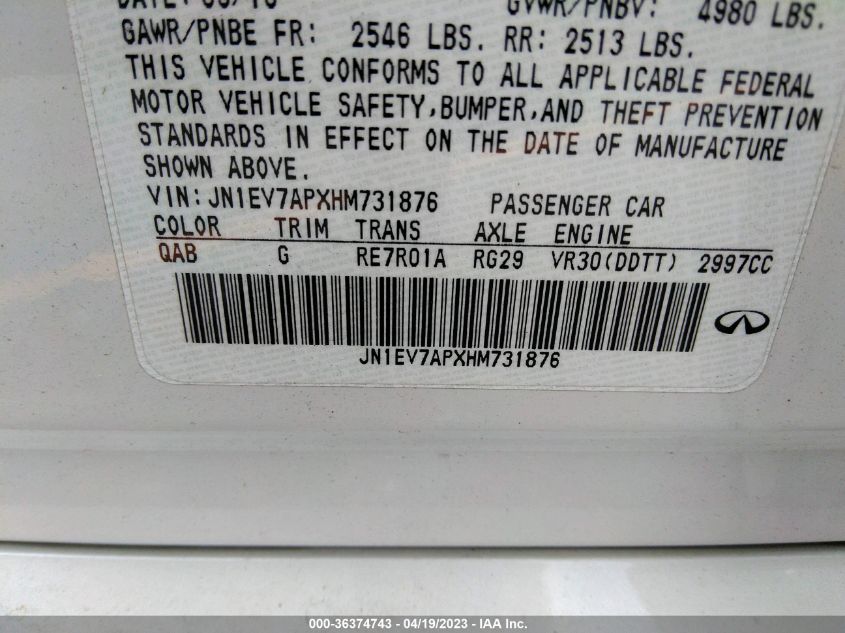 GVWR/PNBV: 4980 LBS.
GAWR/PNBE FR: 2546 LBS. RR: 2513 LBS.
THIS VEHICLE CONFORMS TO ALL APPLICABLE FEDERAL
MOTOR VEHICLE SAFETY,BUMPER,AND THEFT PREVENTION
STANDARDS IN EFFECT ON THE DATE OF MANUFACTURE
SHOWN ABOVE.
VIN:JN1EV7APXHM731876 PASSENGER CAR
COLOR TRIM TRANS AXLE ENGINE
QAB G RE7R01A RG29 VR30(DDTT) 2997CC
JN1EV7APXHM731876
000-36374743 - 04/19/2023 - IAA Inc.